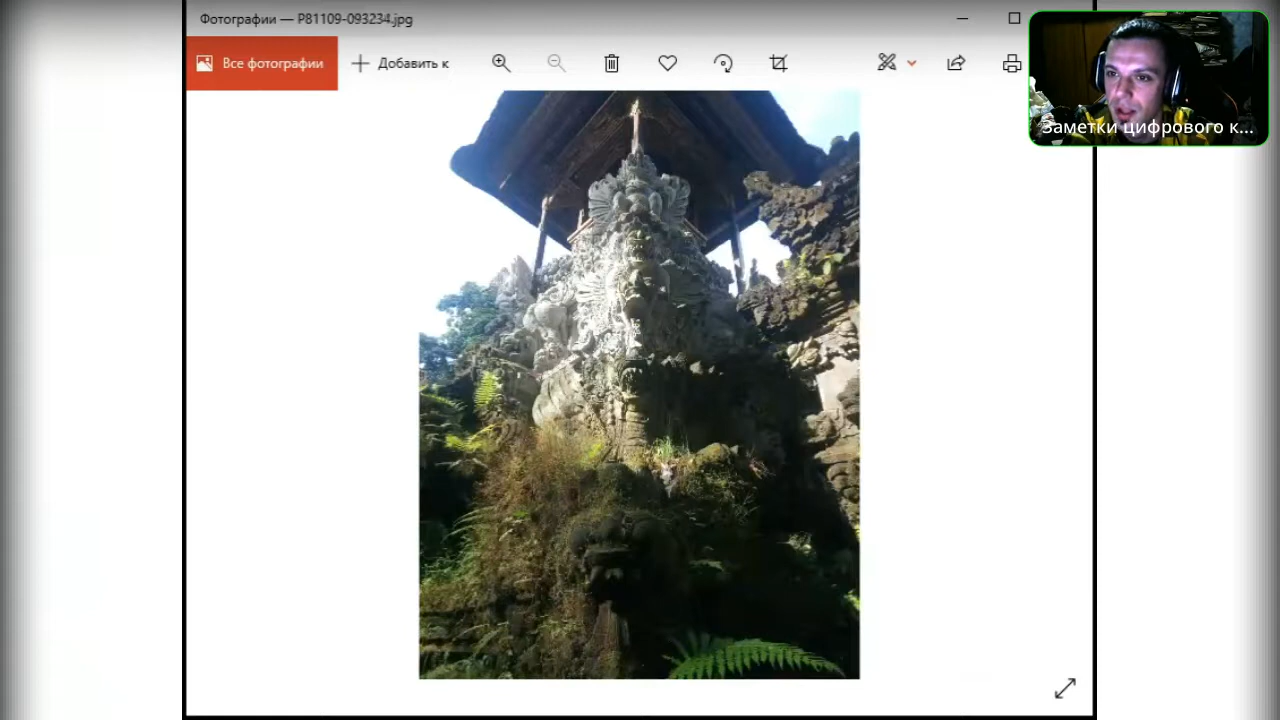 Фотографии — P81109-093234.jpg
Все фотографии
Добавить к
Заметки цифрового к...